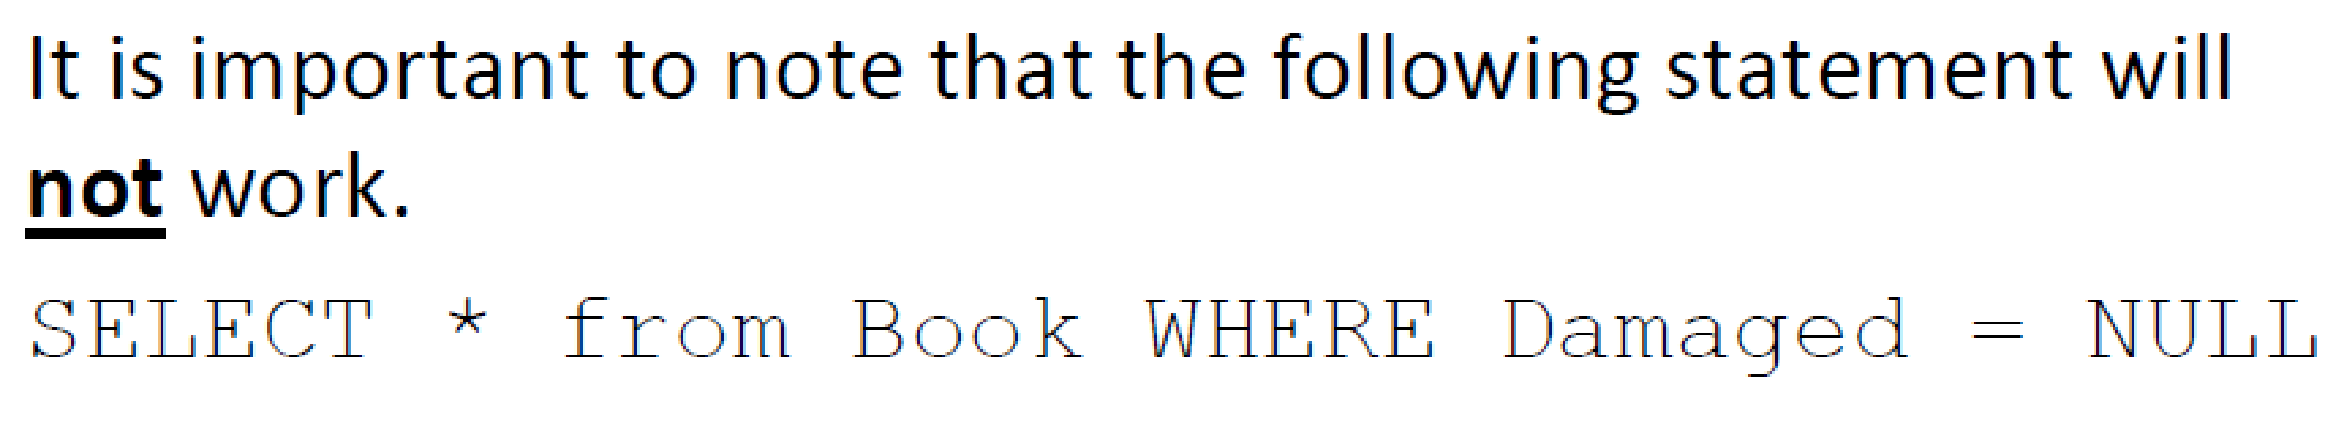 It is important to note that the following statement will
not work.
SELECT * from Book WHERE Damaged = NULL